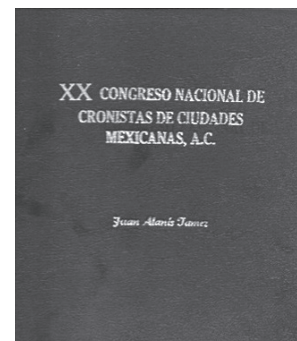 XX CONGRESO NACIONAL DE
CRONISTAS DE CIUDADES
MEXICANAS, A.C.
Juan Alanís Tamez